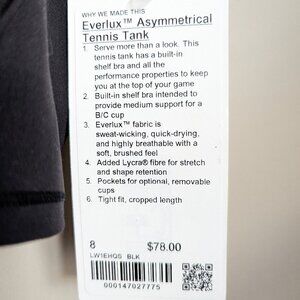 WHY WE MADE THIS
Everlux™ Asymmetrical
Tennis Tank
1. Serve more than a look. This
tennis tank has a built-in
shelf bra and all the
performance properties to keep
you at the top of your game
2. Built-in shelf bra intended to
provide medium support for a
B/C cup
3. Everlux™ fabric is
sweat-wicking, quick-drying,
and highly breathable with a
soft, brushed feel
4. Added Lycra® fibre for stretch
and shape retention
5. Pockets for optional, removable
cups
6. Tight fit, cropped length
8 $78.00
LW1EHQS BLK
000147027775